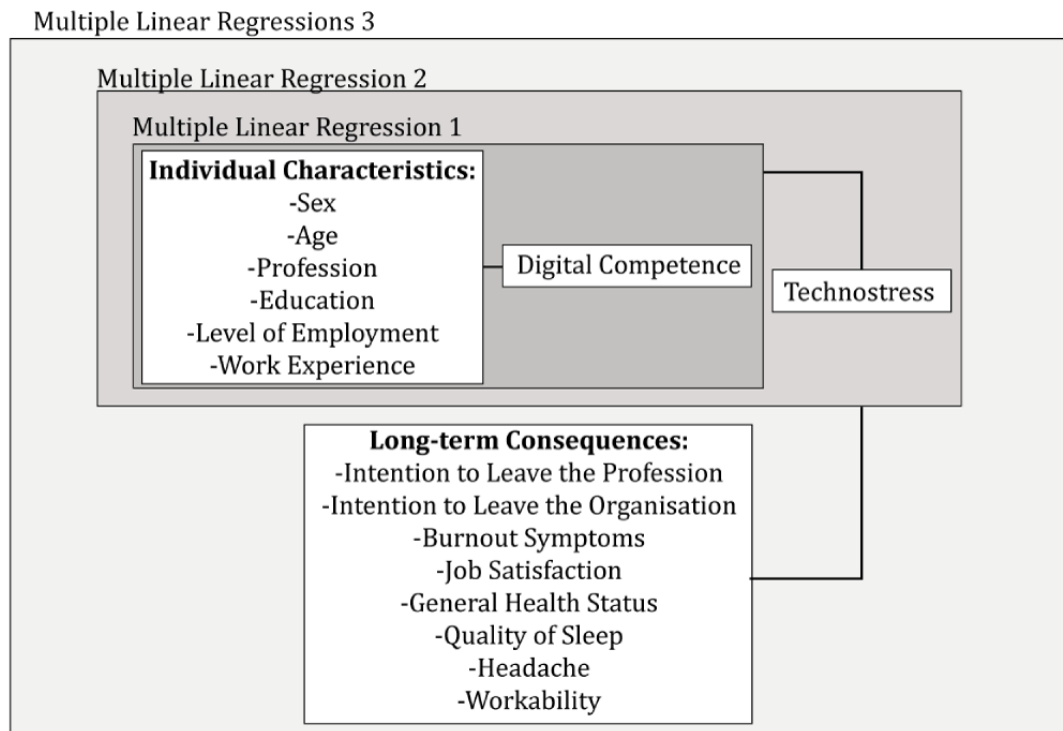 Multiple Linear Regressions 3
Multiple Linear Regression 2
Multiple Linear Regression 1
Individual Characteristics:
-Sex
-Age
-Profession
-Education
-Level of Employment
-Work Experience
Digital Competence
Technostress
Long-term Consequences:
-Intention to Leave the Profession
-Intention to Leave the Organisation
-Burnout Symptoms
-Job Satisfaction
-General Health Status
-Quality of Sleep
-Headache
-Workability